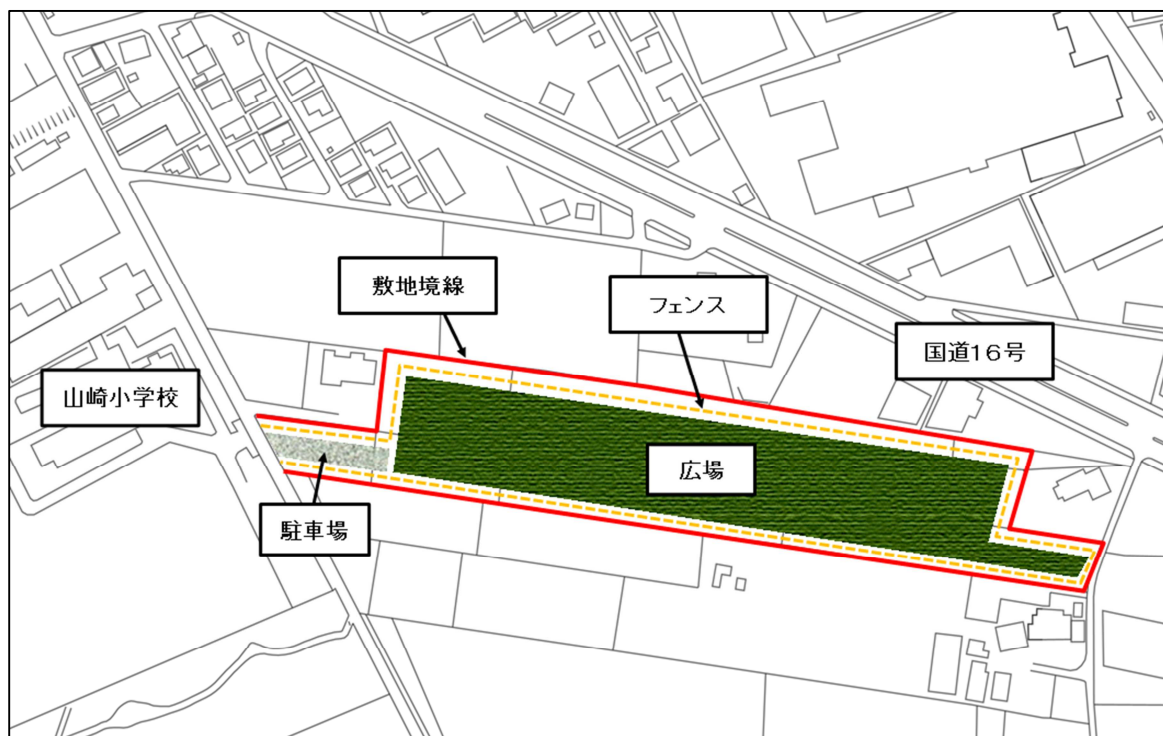 敷地境線
フェンス
国道16号
山崎小学校
広場
駐車場